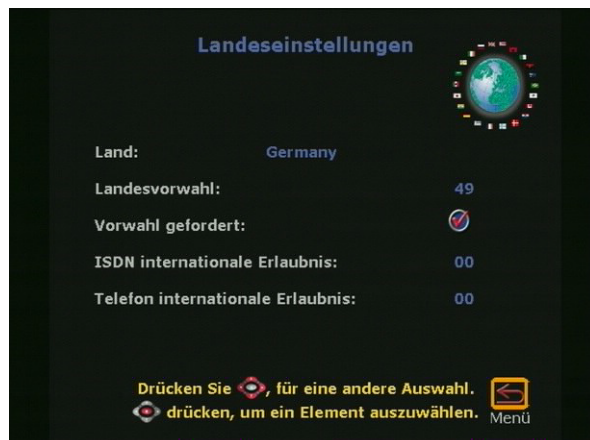 Landeseinstellungen
Land: Germany
Landesvorwahl: 49
Vorwahl gefordert:
ISDN internationale Erlaubnis: 00
Telefon internationale Erlaubnis: 00
Drücken Sie , für eine andere Auswahl.
drücken, um ein Element auszuwählen.
Menü